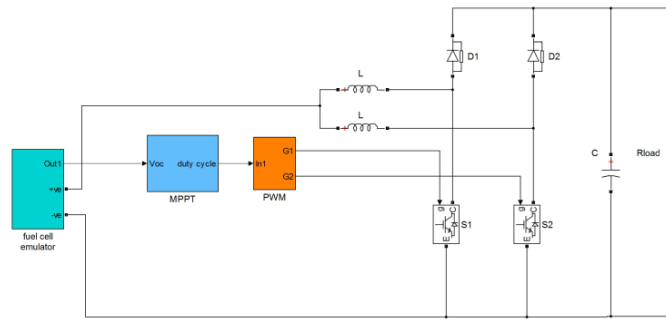 D1
D2
L
L
C
Rload
Out1
+ve
-ve
fuel cell
emulator
Voc
duty cycle
MPPT
In1
G1
G2
PWM
g
C
E
S1
g
C
E
S2